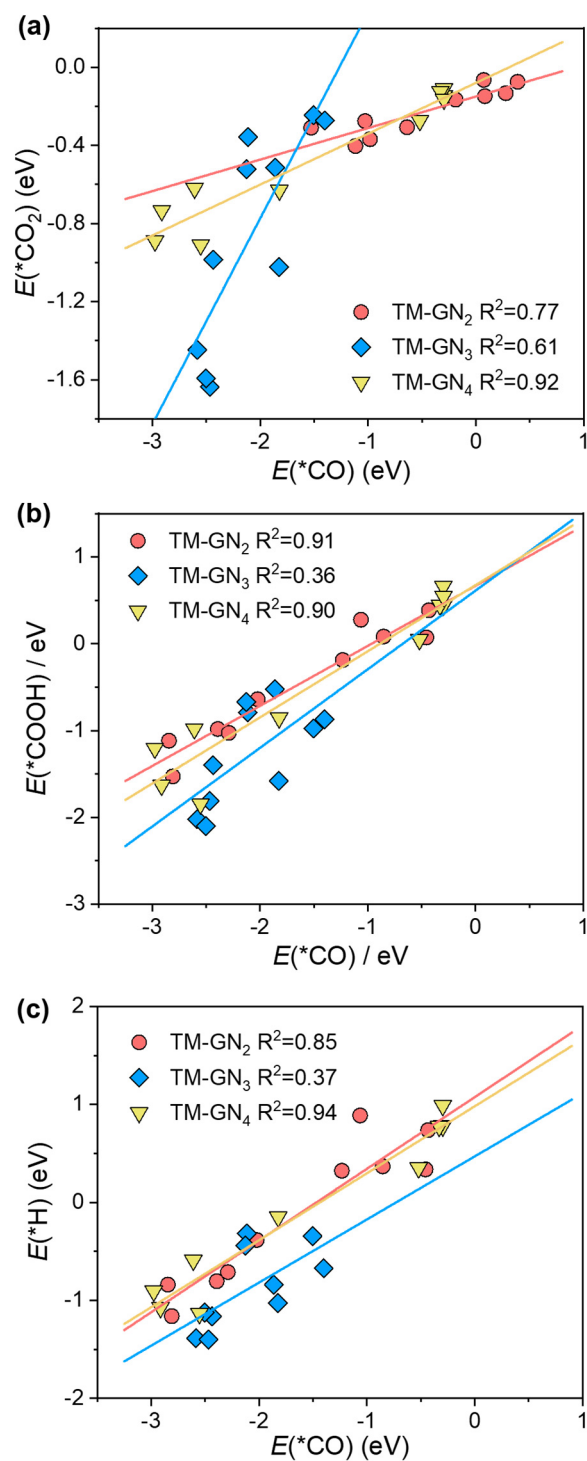 (a)
0.0
-0.4
-0.8
-1.2
-1.6
E(*CO₂) (eV)
TM-GN₂ R²=0.77
TM-GN₃ R²=0.61
TM-GN₄ R²=0.92
-3 -2 -1 0 1
E(*CO) (eV)
(b)
1
0
-1
-2
-3
E(*COOH) / eV
TM-GN₂ R²=0.91
TM-GN₃ R²=0.36
TM-GN₄ R²=0.90
-3 -2 -1 0 1
E(*CO) / eV
(c)
2
1
0
-1
-2
E(*H) (eV)
TM-GN₂ R²=0.85
TM-GN₃ R²=0.37
TM-GN₄ R²=0.94
-3 -2 -1 0 1
E(*CO) (eV)